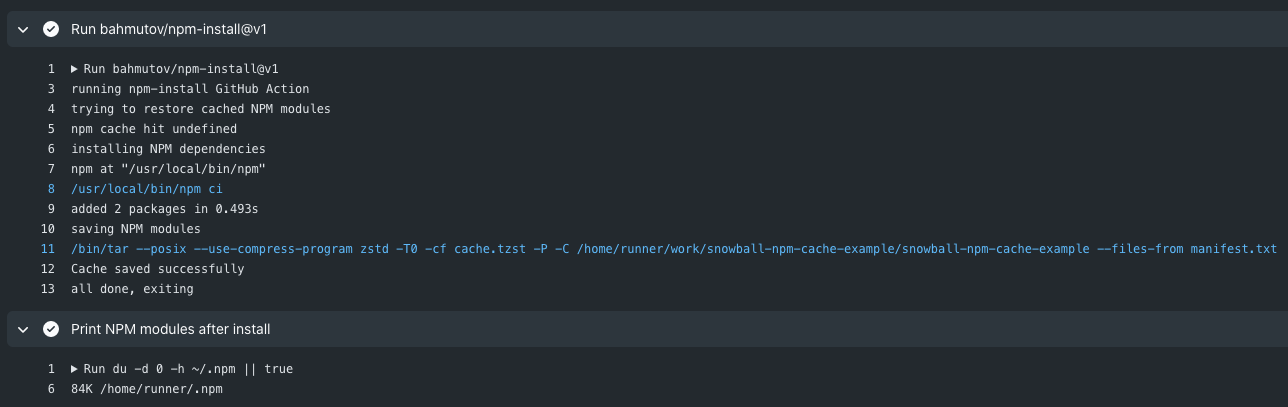 Run bahmutov/npm-install@v1
1 ▶ Run bahmutov/npm-install@v1
3 running npm-install GitHub Action
4 trying to restore cached NPM modules
5 npm cache hit undefined
6 installing NPM dependencies
7 npm at "/usr/local/bin/npm"
8 /usr/local/bin/npm ci
9 added 2 packages in 0.493s
10 saving NPM modules
11 /bin/tar --posix --use-compress-program zstd -T0 -cf cache.tzst -P -C /home/runner/work/snowball-npm-cache-example/snowball-npm-cache-example --files-from manifest.txt
12 Cache saved successfully
13 all done, exiting
Print NPM modules after install
1 ▶ Run du -d 0 -h ~/.npm || true
6 84K /home/runner/.npm